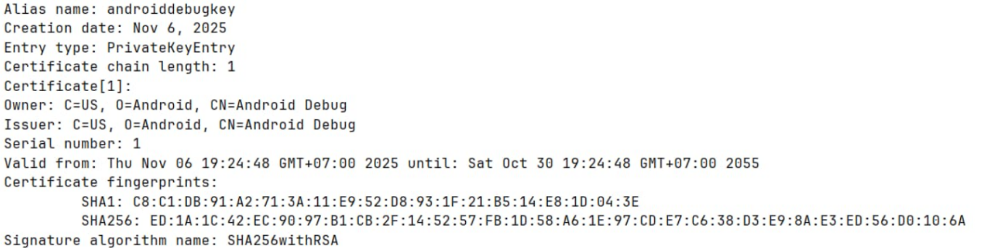 Alias name: androiddebugkey
Creation date: Nov 6, 2025
Entry type: PrivateKeyEntry
Certificate chain length: 1
Certificate[1]:
Owner: C=US, O=Android, CN=Android Debug
Issuer: C=US, O=Android, CN=Android Debug
Serial number: 1
Valid from: Thu Nov 06 19:24:48 GMT+07:00 2025 until: Sat Oct 30 19:24:48 GMT+07:00 2055
Certificate fingerprints:
SHA1: C8:C1:DB:91:A2:71:3A:11:E9:52:D8:93:1F:21:B5:14:E8:1D:04:3E
SHA256: ED:1A:1C:42:EC:90:97:B1:CB:2F:14:52:57:FB:1D:58:A6:1E:97:CD:E7:C6:38:D3:E9:8A:E3:ED:56:D0:10:6A
Signature algorithm name: SHA256withRSA